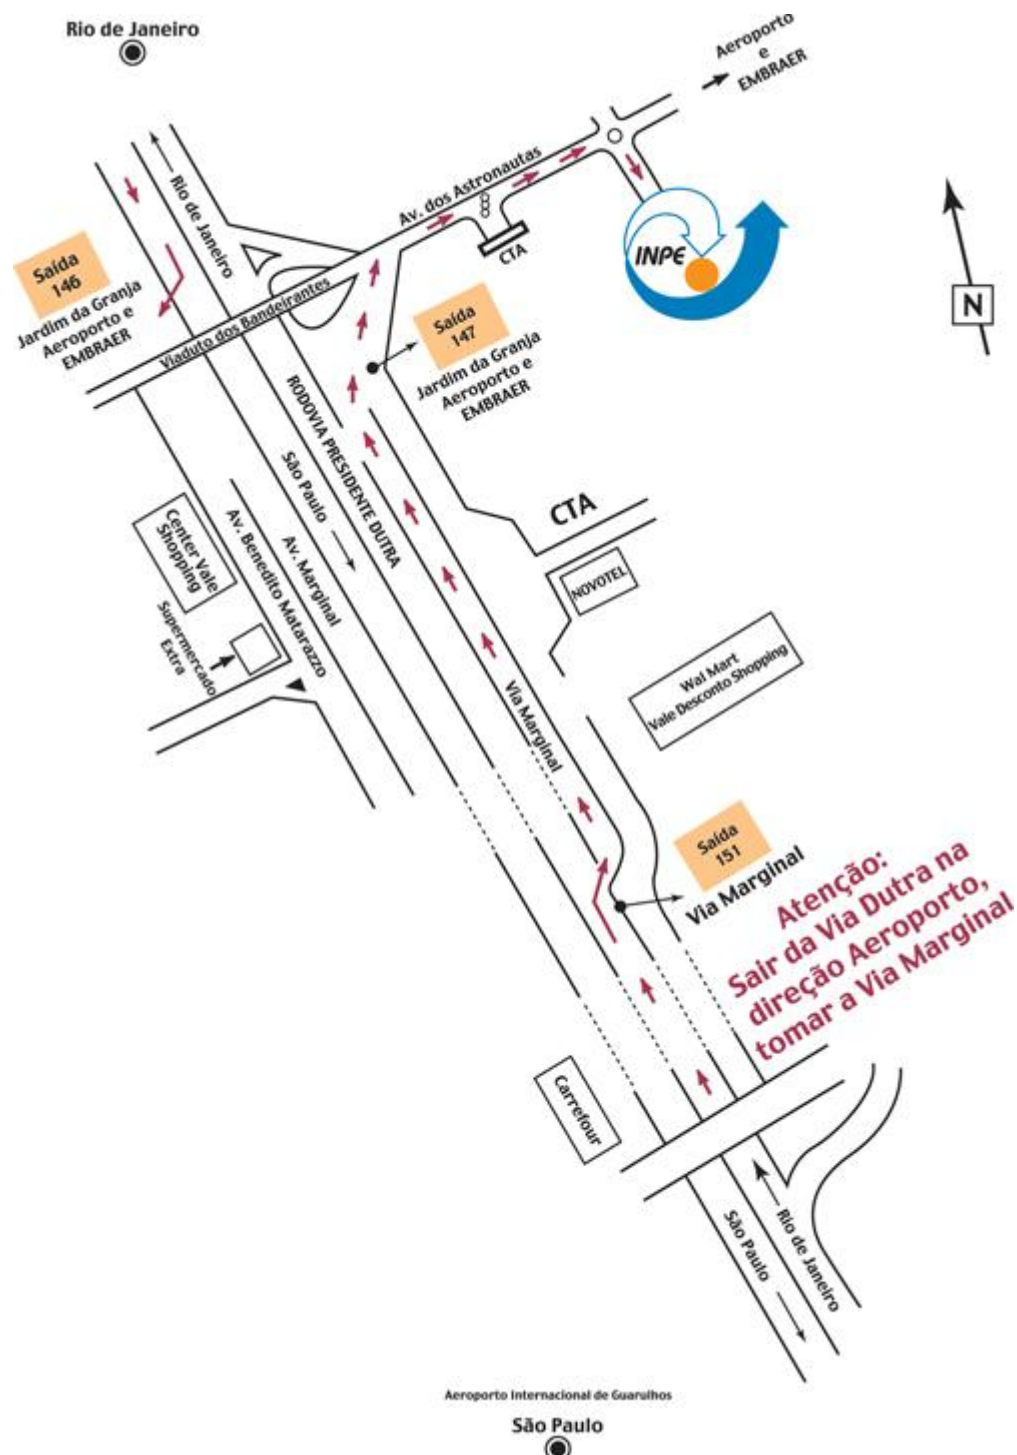 Rio de Janeiro
Aeroporto
e
EMBRAER
Av. dos Astronautas
CTA
INPE
N
Rio de Janeiro
Saída
146
Jardim da Granja
Aeroporto e
EMBRAER
Viaduto dos Bandeirantes
Saída
147
Jardim da Granja
Aeroporto e
EMBRAER
RODOVIA PRESIDENTE DUTRA
São Paulo
CTA
NOVOTEL
Center Vale
Shopping
Av. Benedito Matarazzo
Av. Marginal
Supermercado
Extra
Via Marginal
Wal Mart
Vale Desconto Shopping
Saída
151
Via Marginal
Atenção:
Sair da Via Dutra na
direção Aeroporto,
tomar a Via Marginal
Carrefour
São Paulo
Rio de Janeiro
Aeroporto Internacional de Guarulhos
São Paulo